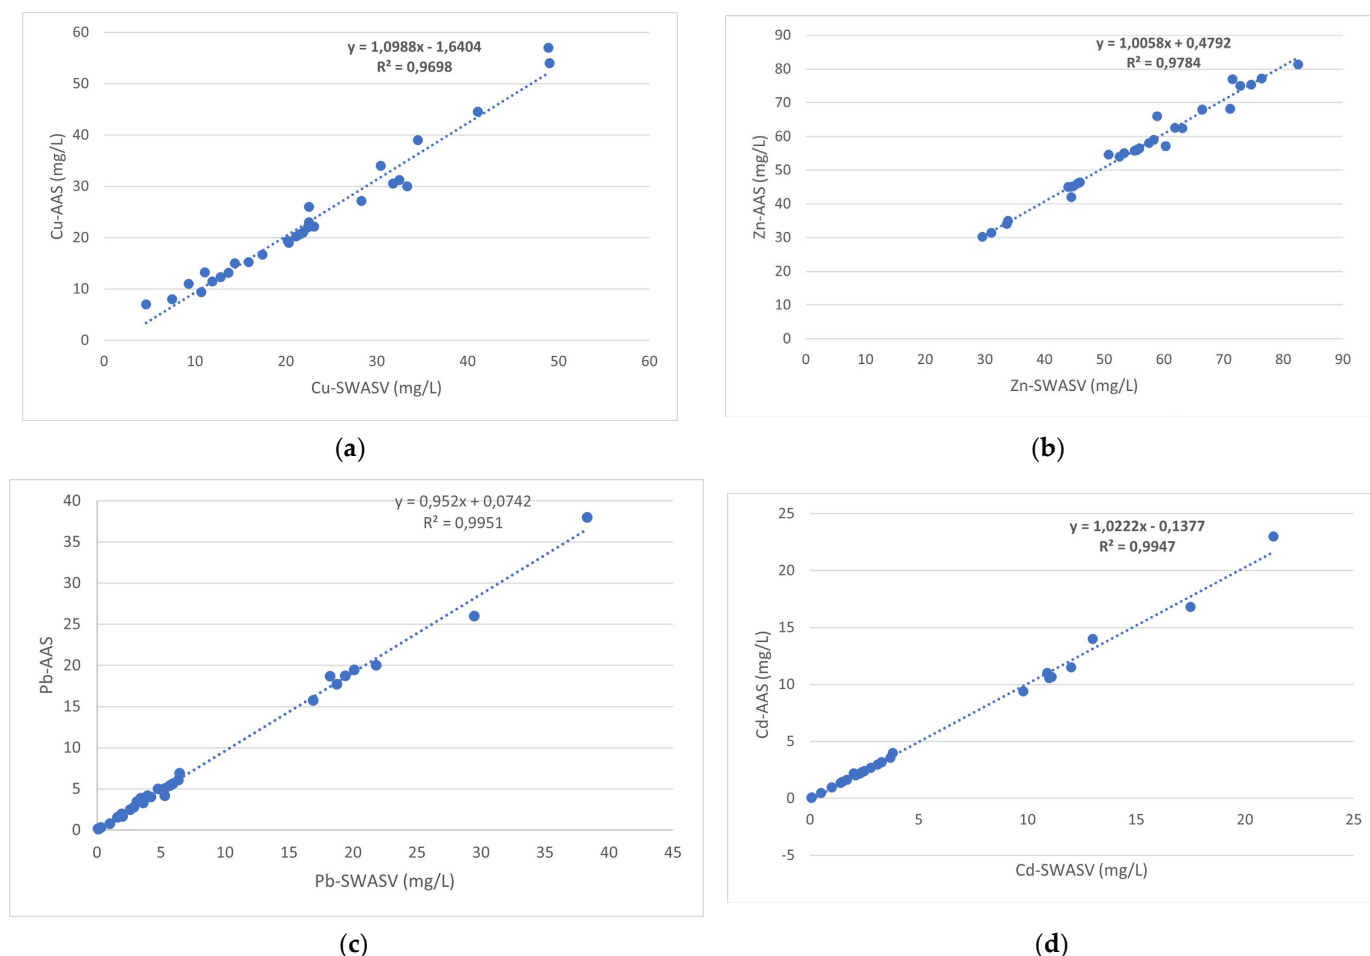 60
50
40
30
20
10
0
0 10 20 30 40 50 60
Cu-AAS (mg/L)
Cu-SWASV (mg/L)
y = 1,0988x - 1,6404
R² = 0,9698
(a)
90
80
70
60
50
40
30
20
10
0
0 10 20 30 40 50 60 70 80 90
Zn-AAS (mg/L)
Zn-SWASV (mg/L)
y = 1,0058x + 0,4792
R² = 0,9784
(b)
40
35
30
25
20
15
10
5
0
0 5 10 15 20 25 30 35 40 45
Pb-AAS
Pb-SWASV (mg/L)
y = 0,952x + 0,0742
R² = 0,9951
(c)
25
20
15
10
5
0
-5
0 5 10 15 20 25
Cd-AAS (mg/L)
Cd-SWASV (mg/L)
y = 1,0222x - 0,1377
R² = 0,9947
(d)